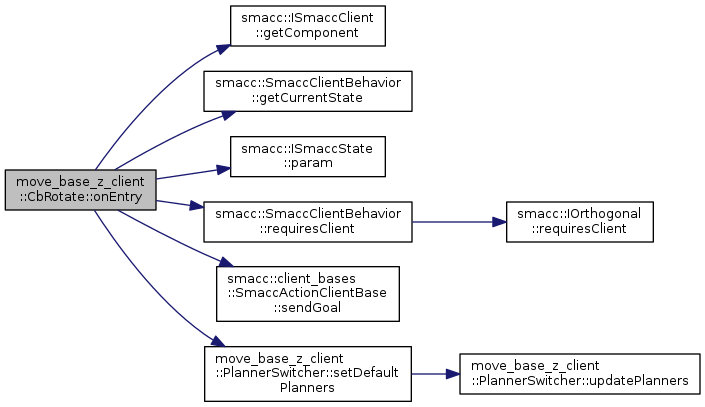 smacc::ISmaccClient
::getComponent
smacc::SmaccClientBehavior
::getCurrentState
smacc::ISmaccState
::param
move_base_z_client
::CbRotate::onEntry
smacc::SmaccClientBehavior
::requiresClient
smacc::IOrthogonal
::requiresClient
smacc::client_bases
::SmaccActionClientBase
::sendGoal
move_base_z_client
::PlannerSwitcher::setDefault
Planners
move_base_z_client
::PlannerSwitcher::updatePlanners